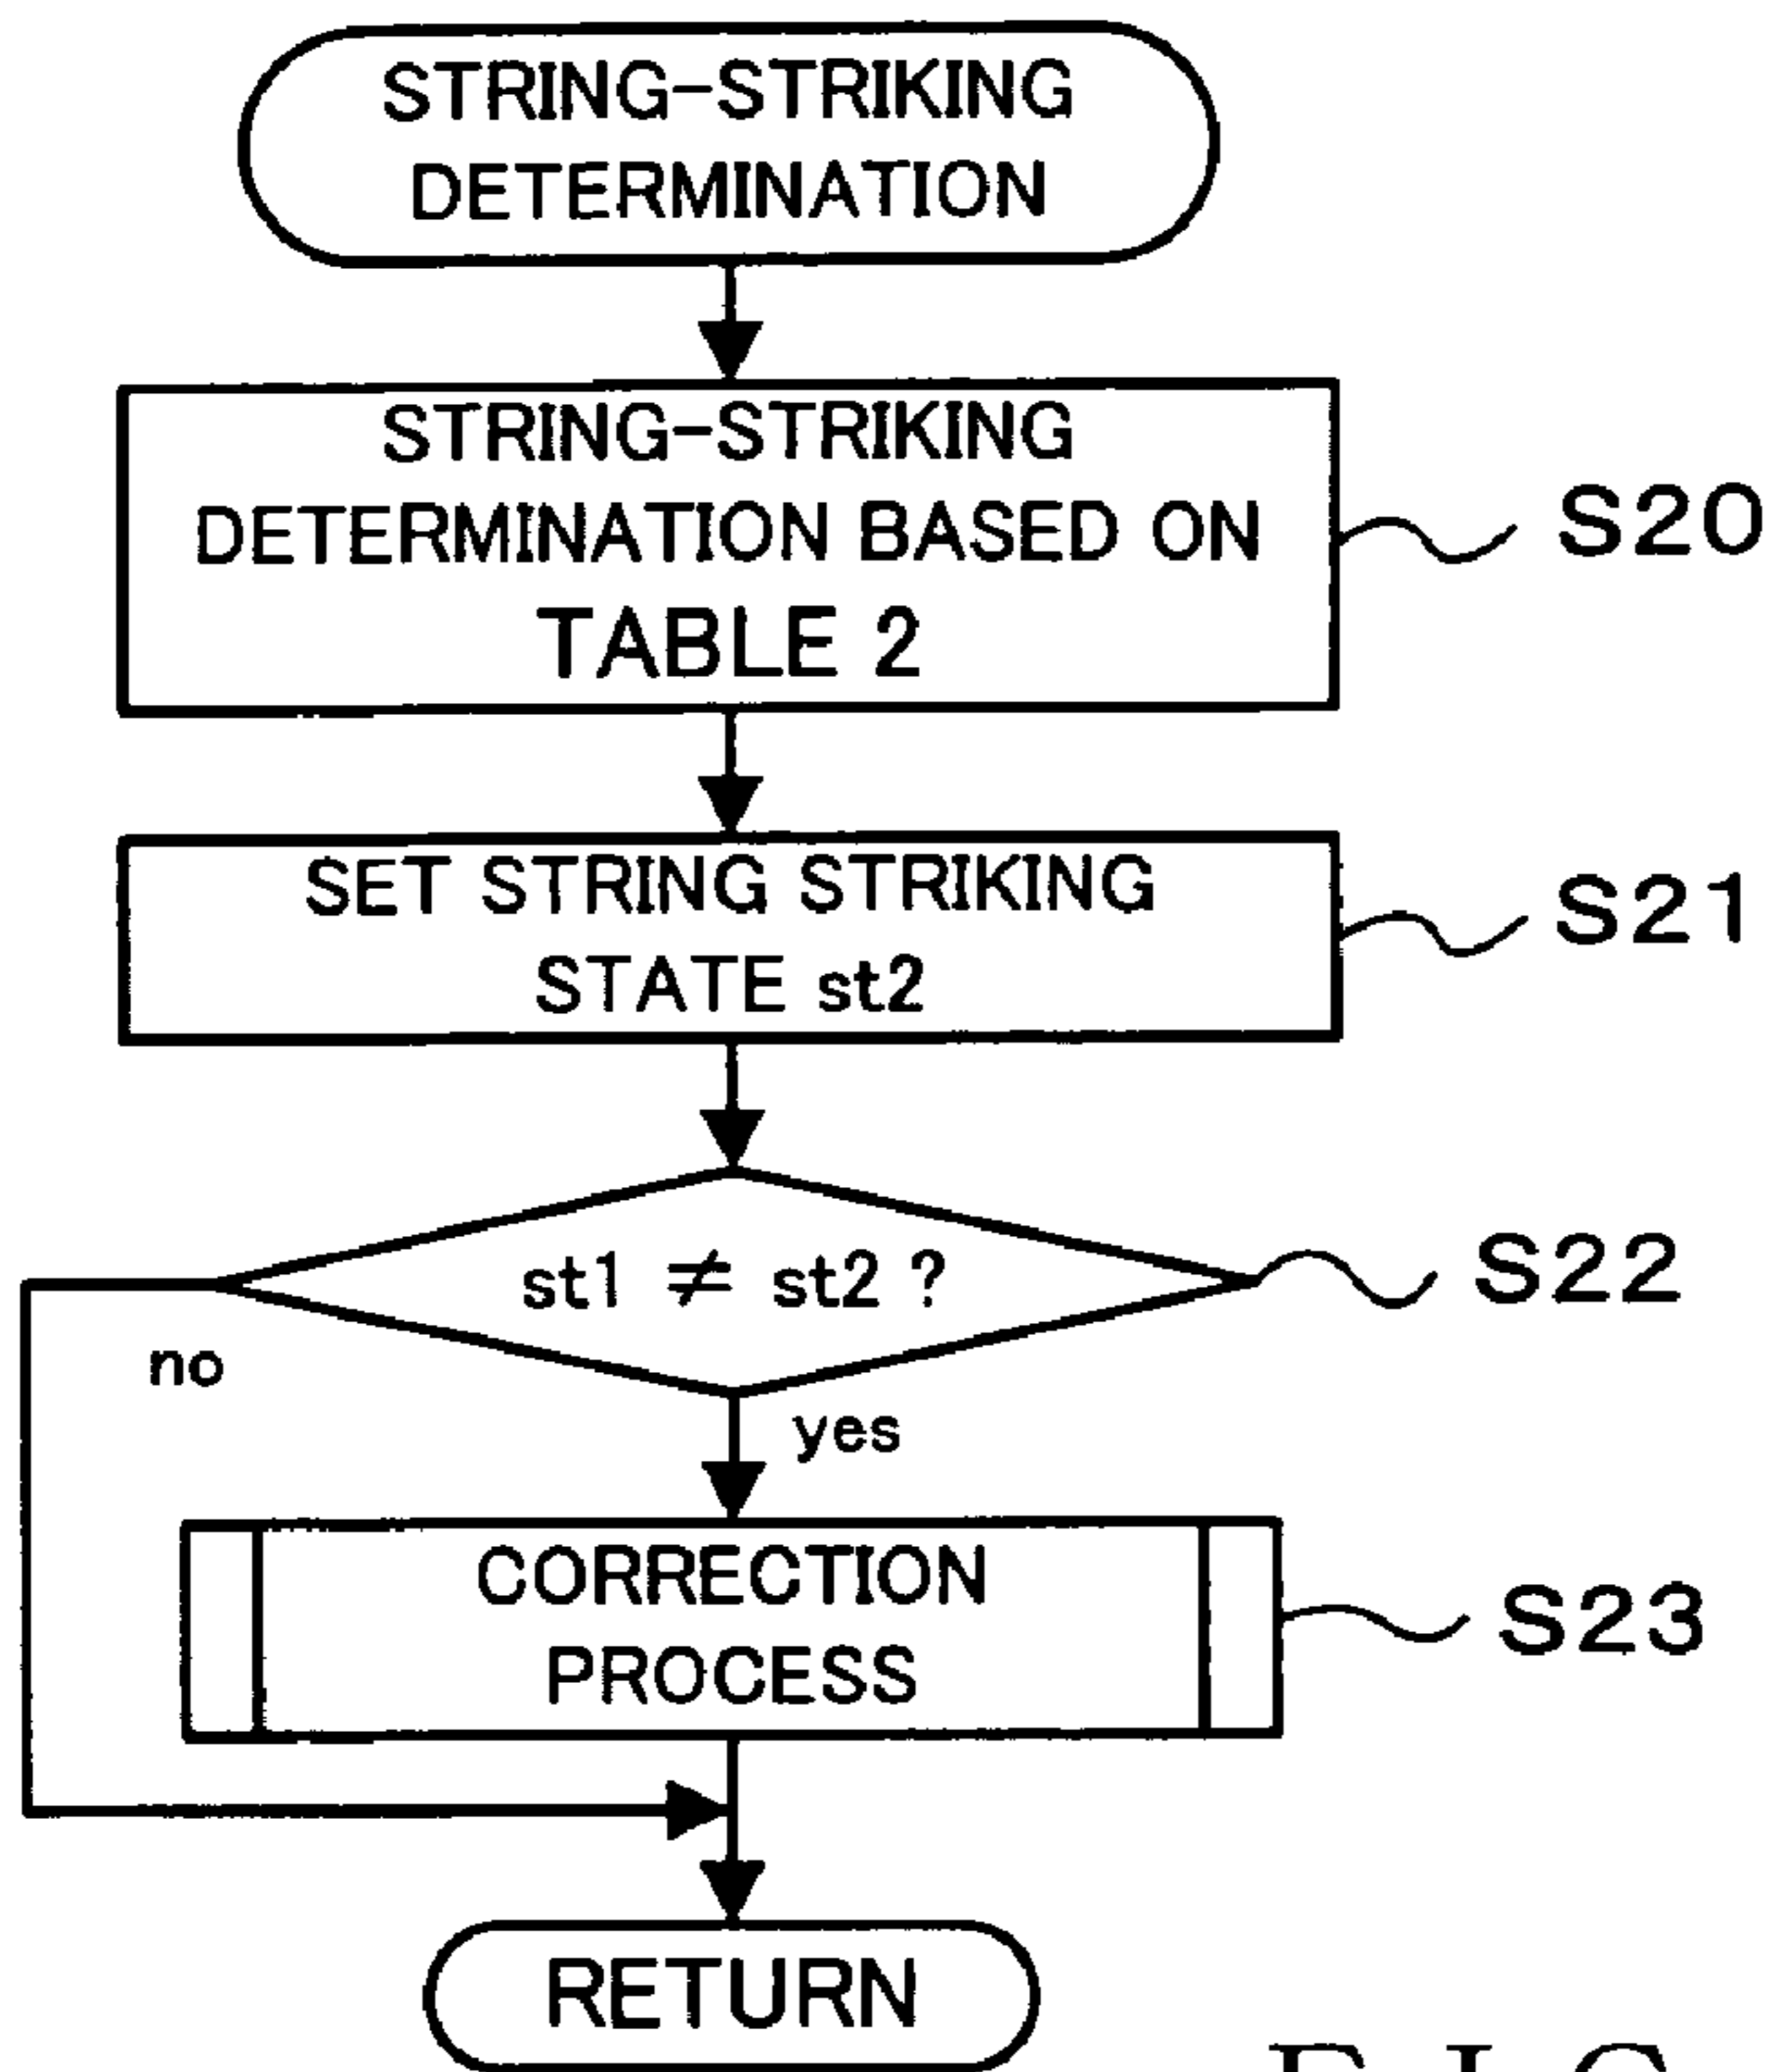 STRING-STRIKING
DETERMINATION
STRING-STRIKING
DETERMINATION BASED ON
TABLE 2
S20
SET STRING STRIKING
STATE st2
S21
st1 ≠ st2 ?
S22
no
yes
CORRECTION
PROCESS
S23
RETURN